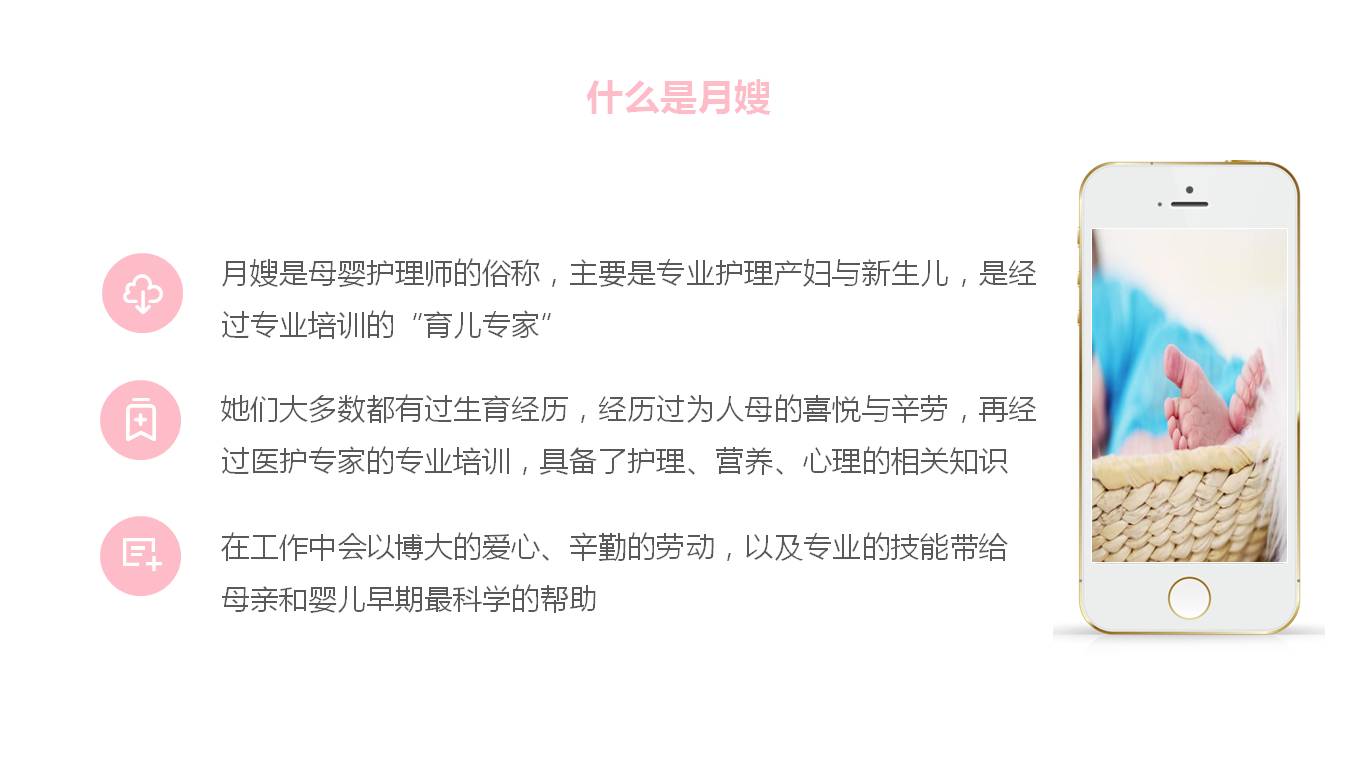 什么是月嫂
月嫂是母婴护理师的俗称，主要是专业护理产妇与新生儿，是经
过专业培训的“育儿专家”
她们大多数都有过生育经历，经历过为人母的喜悦与辛劳，再经
过医护专家的专业培训，具备了护理、营养、心理的相关知识
在工作中会以博大的爱心、辛勤的劳动，以及专业的技能带给
母亲和婴儿早期最科学的帮助